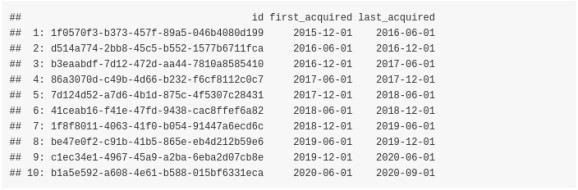 ## id first_acquired last_acquired
## 1: 1f0570f3-b373-457f-89a5-046b4080d199 2015-12-01 2016-06-01
## 2: d514a774-2bb8-45c5-b552-1577b6711fca 2016-06-01 2016-12-01
## 3: b3eaabdf-7d12-472d-aa44-7810a8585410 2016-12-01 2017-06-01
## 4: 86a3070d-c49b-4d66-b232-f6cf8112c0c7 2017-06-01 2017-12-01
## 5: 7d124d52-a7d6-4b1d-875c-4f5307c28431 2017-12-01 2018-06-01
## 6: 41ceab16-f41e-47fd-9438-cac8ffef6a82 2018-06-01 2018-12-01
## 7: 1f8f8011-4063-41f0-b054-91447a6ecd6c 2018-12-01 2019-06-01
## 8: be47e0f2-c91b-41b5-865e-eb4d212b59e6 2019-06-01 2019-12-01
## 9: c1ec34e1-4967-45a9-a2ba-6eba2d07cb8e 2019-12-01 2020-06-01
## 10: b1a5e592-a608-4e61-b588-015bf6331eca 2020-06-01 2020-09-01